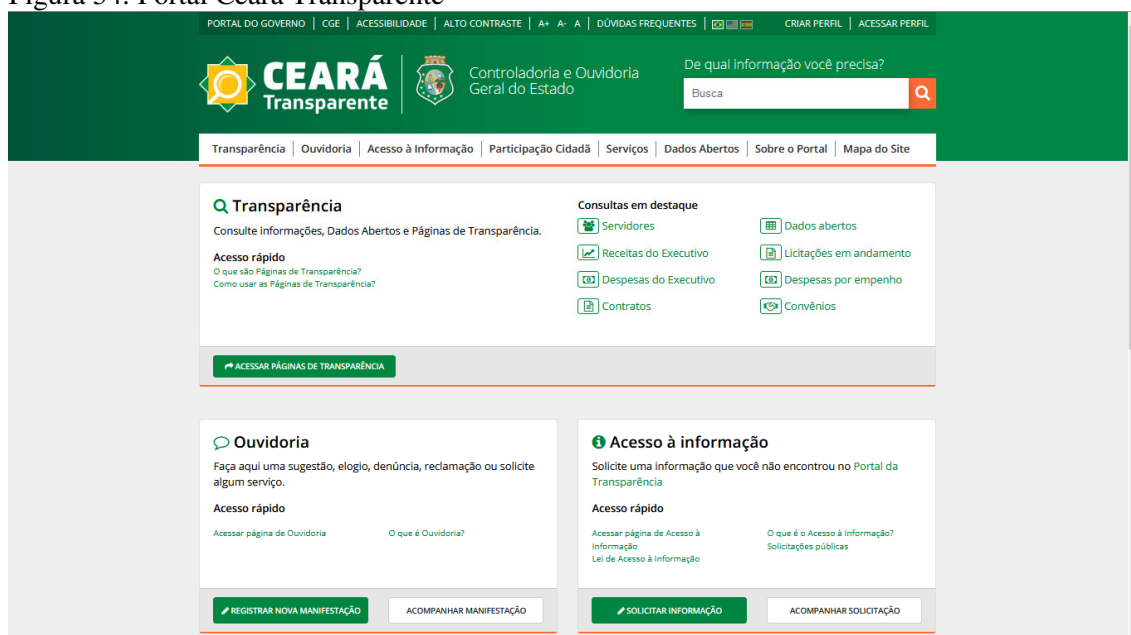 Figura 34: Portal Ceará Transparente
PORTAL DO GOVERNO | CGE | ACESSIBILIDADE | ALTO CONTRASTE | A+ A- A | DÚVIDAS FREQUENTES | CRIAR PERFIL | ACESSAR PERFIL
CEARÁ
Transparente
Controladoria e Ouvidoria
Geral do Estado
De qual informação você precisa?
Busca
Transparência | Ouvidoria | Acesso à Informação | Participação Cidadã | Serviços | Dados Abertos | Sobre o Portal | Mapa do Site
Transparência
Consulte informações, Dados Abertos e Páginas de Transparência.
Acesso rápido
O que são Páginas de Transparência?
Como usar as Páginas de Transparência?
Consultas em destaque
Servidores
Dados abertos
Receitas do Executivo
Licitações em andamento
Despesas do Executivo
Despesas por empenho
Contratos
Convênios
ACESSAR PÁGINAS DE TRANSPARÊNCIA
Ouvidoria
Faça aqui uma sugestão, elogio, denúncia, reclamação ou solicite
algum serviço.
Acesso rápido
Acessar página de Ouvidoria
O que é Ouvidoria?
REGISTRAR NOVA MANIFESTAÇÃO
ACOMPANHAR MANIFESTAÇÃO
Acesso à informação
Solicite uma informação que você não encontrou no Portal da
Transparência
Acesso rápido
Acessar página de Acesso à
Informação
Lei de Acesso à Informação
O que é o Acesso à Informação?
Solicitações públicas
SOLICITAR INFORMAÇÃO
ACOMPANHAR SOLICITAÇÃO